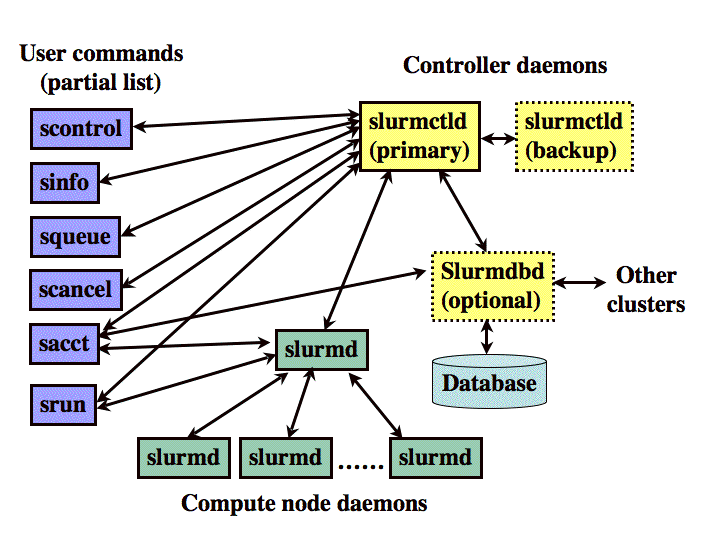 User commands
(partial list)
Controller daemons
scontrol
slurmctld
(primary)
slurmctld
(backup)
sinfo
squeue
scancel
Slurmdbd
(optional)
Other
clusters
sacct
slurmd
srun
Database
slurmd
slurmd
......
slurmd
Compute node daemons